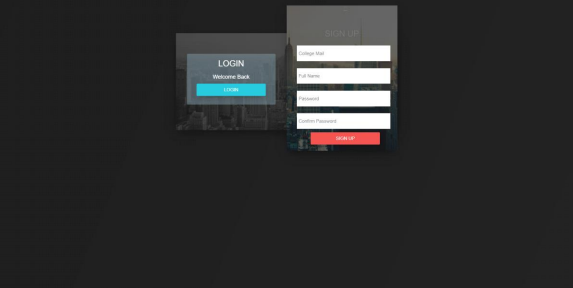 LOGIN
Welcome Back
LOGIN
SIGN UP
College Mail
Full Name
Password
Confirm Password
SIGN UP